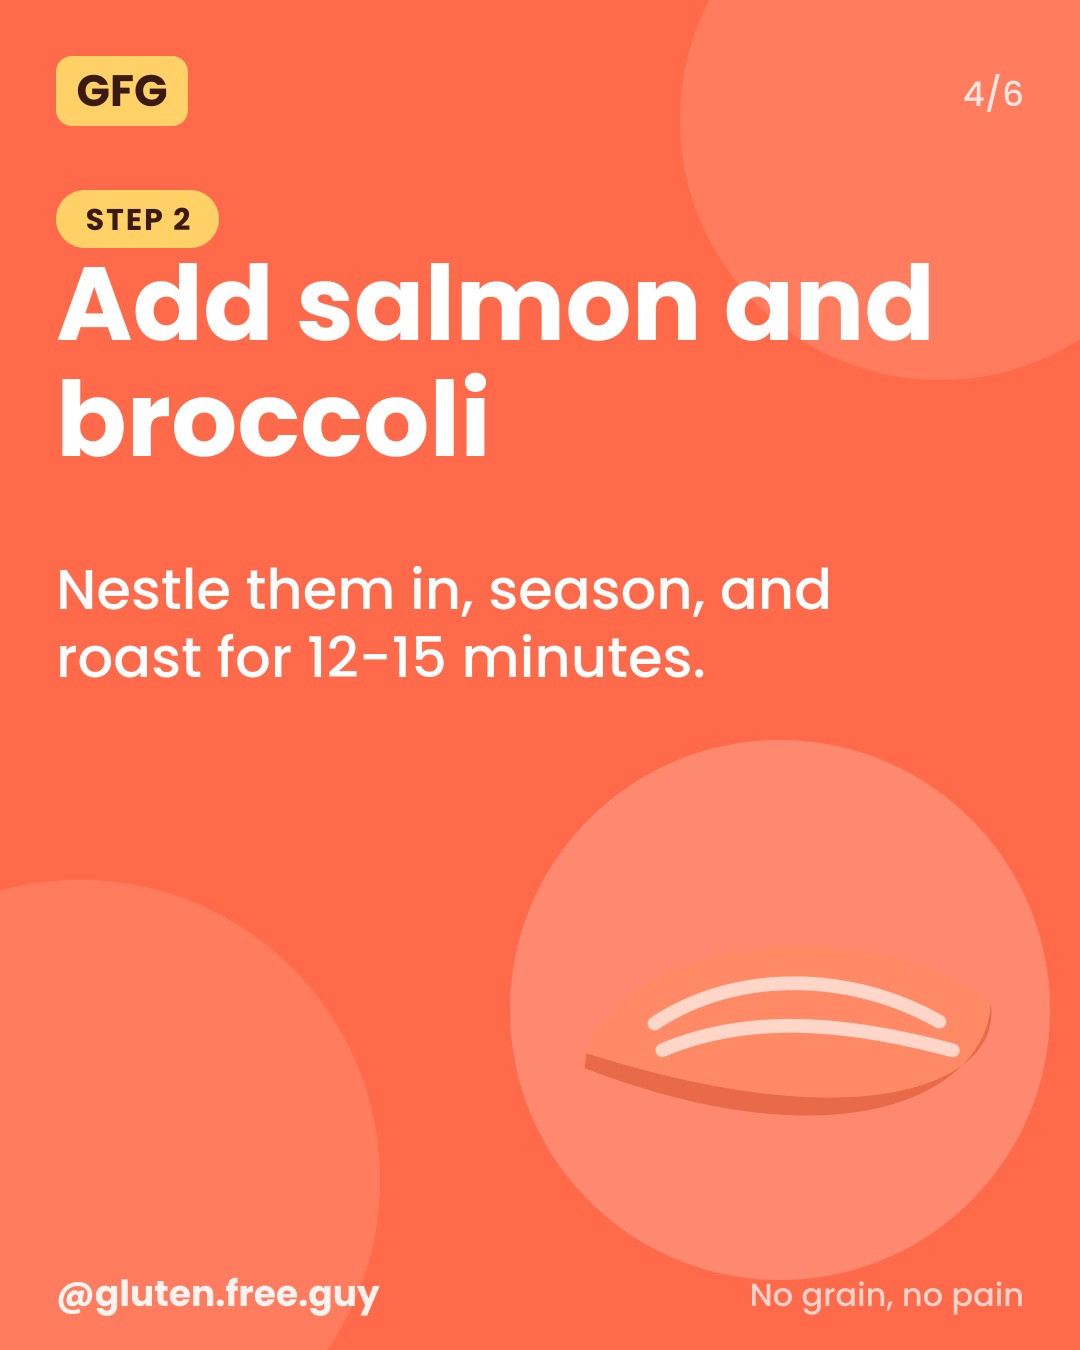 GFG
4/6
STEP 2
Add salmon and
broccoli
Nestle them in, season, and
roast for 12-15 minutes.
@gluten.free.guy
No grain, no pain